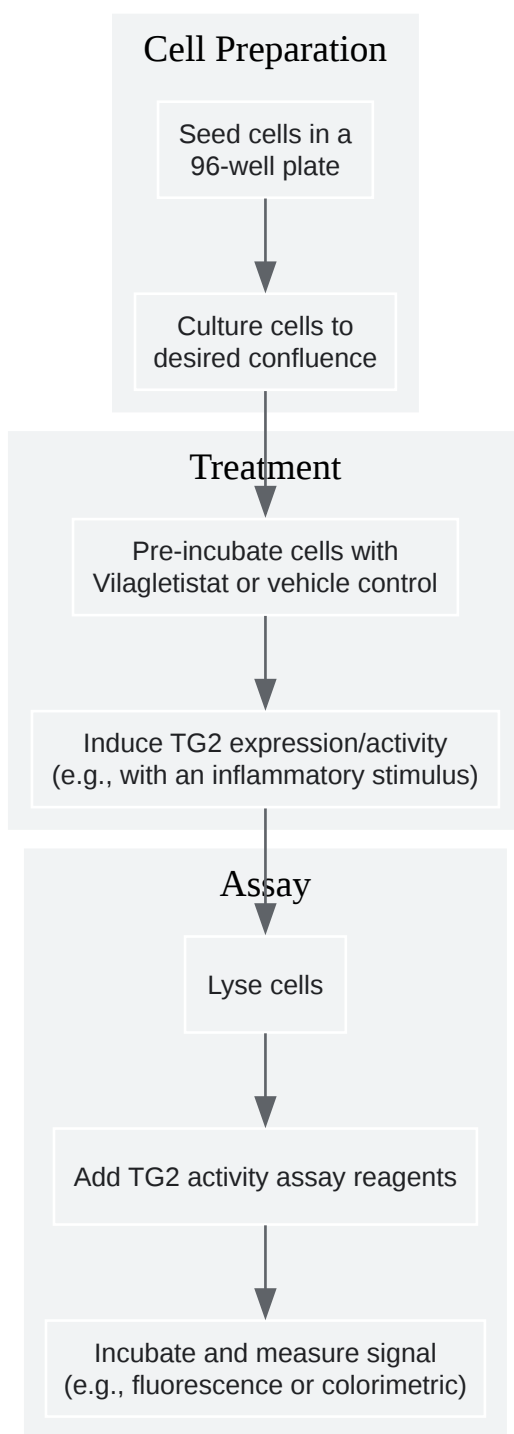 Cell Preparation
Seed cells in a
96-well plate
Culture cells to
desired confluence
Treatment
Pre-incubate cells with
Vilagletistat or vehicle control
Induce TG2 expression/activity
(e.g., with an inflammatory stimulus)
Assay
Lyse cells
Add TG2 activity assay reagents
Incubate and measure signal
(e.g., fluorescence or colorimetric)